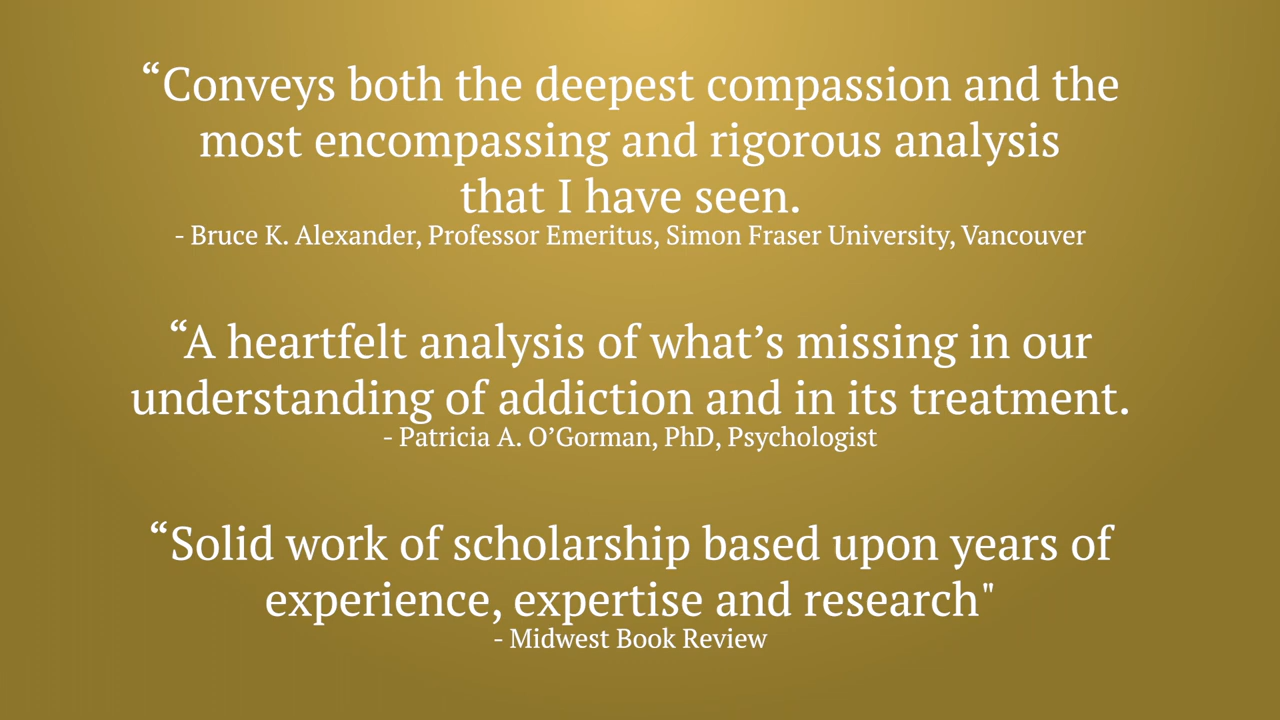 “Conveys both the deepest compassion and the
most encompassing and rigorous analysis
that I have seen.
- Bruce K. Alexander, Professor Emeritus, Simon Fraser University, Vancouver
“A heartfelt analysis of what’s missing in our
understanding of addiction and in its treatment.
- Patricia A. O’Gorman, PhD, Psychologist
“Solid work of scholarship based upon years of
experience, expertise and research"
- Midwest Book Review